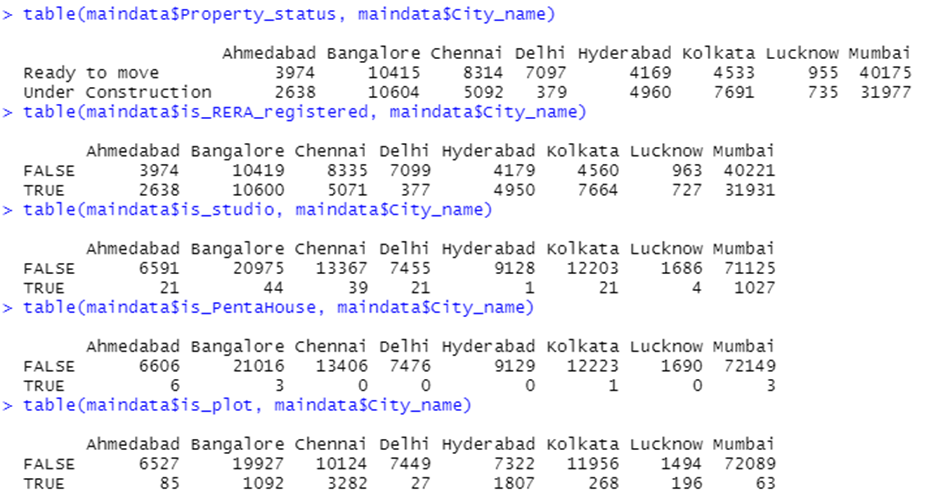 > table(maindata$Property_status, maindata$City_name)
Ahmedabad Bangalore Chennai Delhi Hyderabad Kolkata Lucknow Mumbai
Ready to move 3974 10415 8314 7097 4169 4533 955 40175
Under Construction 2638 10604 5092 379 4960 7691 735 31977
> table(maindata$is_RERA_registered, maindata$City_name)
Ahmedabad Bangalore Chennai Delhi Hyderabad Kolkata Lucknow Mumbai
FALSE 3974 10419 8335 7099 4179 4560 963 40221
TRUE 2638 10600 5071 377 4950 7664 727 31931
> table(maindata$is_studio, maindata$City_name)
Ahmedabad Bangalore Chennai Delhi Hyderabad Kolkata Lucknow Mumbai
FALSE 6591 20975 13367 7455 9128 12203 1686 71125
TRUE 21 44 39 21 1 21 4 1027
> table(maindata$is_PentaHouse, maindata$City_name)
Ahmedabad Bangalore Chennai Delhi Hyderabad Kolkata Lucknow Mumbai
FALSE 6606 21016 13406 7476 9129 12223 1690 72149
TRUE 6 3 0 0 0 1 0 3
> table(maindata$is_plot, maindata$City_name)
Ahmedabad Bangalore Chennai Delhi Hyderabad Kolkata Lucknow Mumbai
FALSE 6527 19927 10124 7449 7322 11956 1494 72089
TRUE 85 1092 3282 27 1807 268 196 63